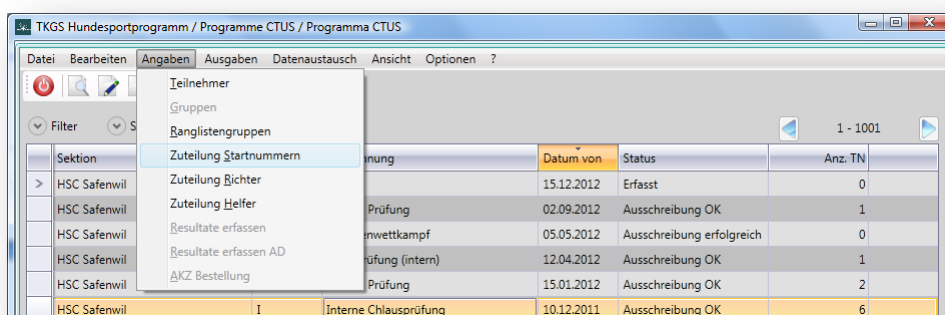 TKGS Hundesportprogramm / Programme CTUS / Programma CTUS
Datei Bearbeiten Angaben Ausgaben Datenaustausch Ansicht Optionen ?
Teilnehmer
Gruppen
Ranglistengruppen
Zuteilung Startnummern
Zuteilung Richter
Zuteilung Helfer
Resultate erfassen
Resultate erfassen AD
AKZ Bestellung
Filter S 1 - 1001
Sektion nung Datum von Status Anz. TN
> HSC Safenwil 15.12.2012 Erfasst 0
HSC Safenwil Prüfung 02.09.2012 Ausschreibung OK 1
HSC Safenwil enwettkampf 05.05.2012 Ausschreibung erfolgreich 0
HSC Safenwil rüfung (intern) 12.04.2012 Ausschreibung OK 1
HSC Safenwil Prüfung 15.01.2012 Ausschreibung OK 2
HSC Safenwil I Interne Chlausprüfung 10.12.2011 Ausschreibung OK 6